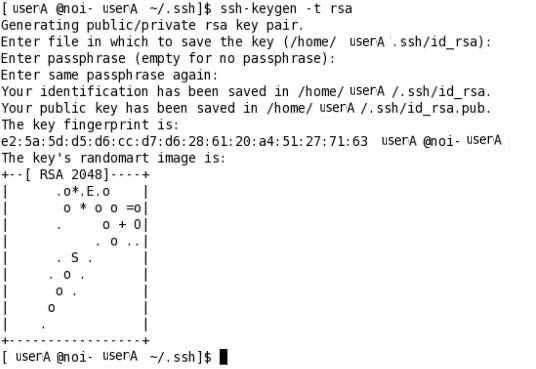 [ userA @noi- userA ~/.ssh]$ ssh-keygen -t rsa
Generating public/private rsa key pair.
Enter file in which to save the key (/home/ userA .ssh/id_rsa):
Enter passphrase (empty for no passphrase):
Enter same passphrase again:
Your identification has been saved in /home/ userA /.ssh/id_rsa.
Your public key has been saved in /home/ userA /.ssh/id_rsa.pub.
The key fingerprint is:
e2:5a:5d:d5:d6:cc:d7:d6:28:61:20:a4:51:27:71:63 userA @noi- userA
The key's randomart image is:
+--[ RSA 2048]----+
|      .o*.E.o    |
|       o * o o =o|
|      .     o + O|
|           . o ..|
|      . S .      |
|     . o .       |
|      o .        |
|     o           |
|    .            |
+-----------------+
[ userA @noi- userA ~/.ssh]$